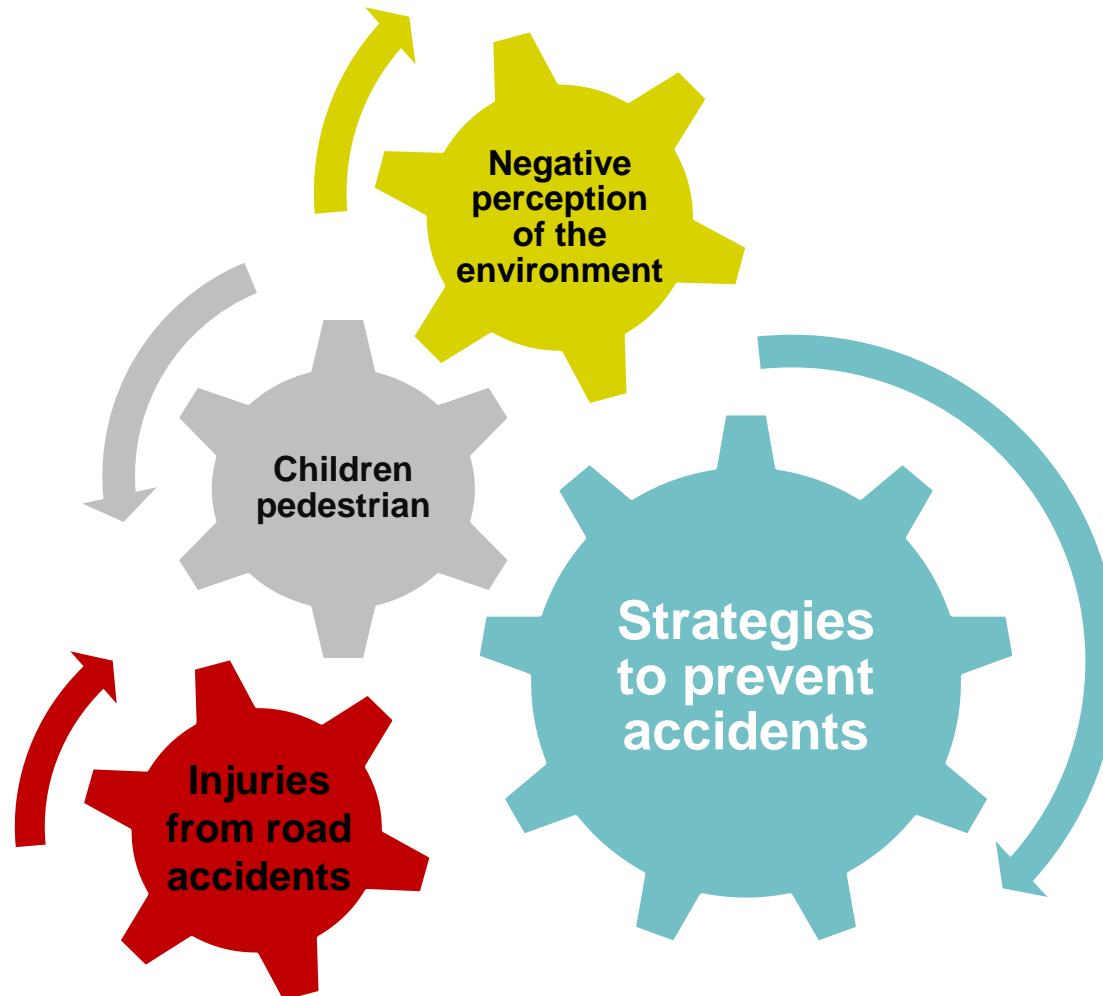 Negative
perception
of the
environment
Children
pedestrian
Strategies
to prevent
accidents
Injuries
from road
accidents